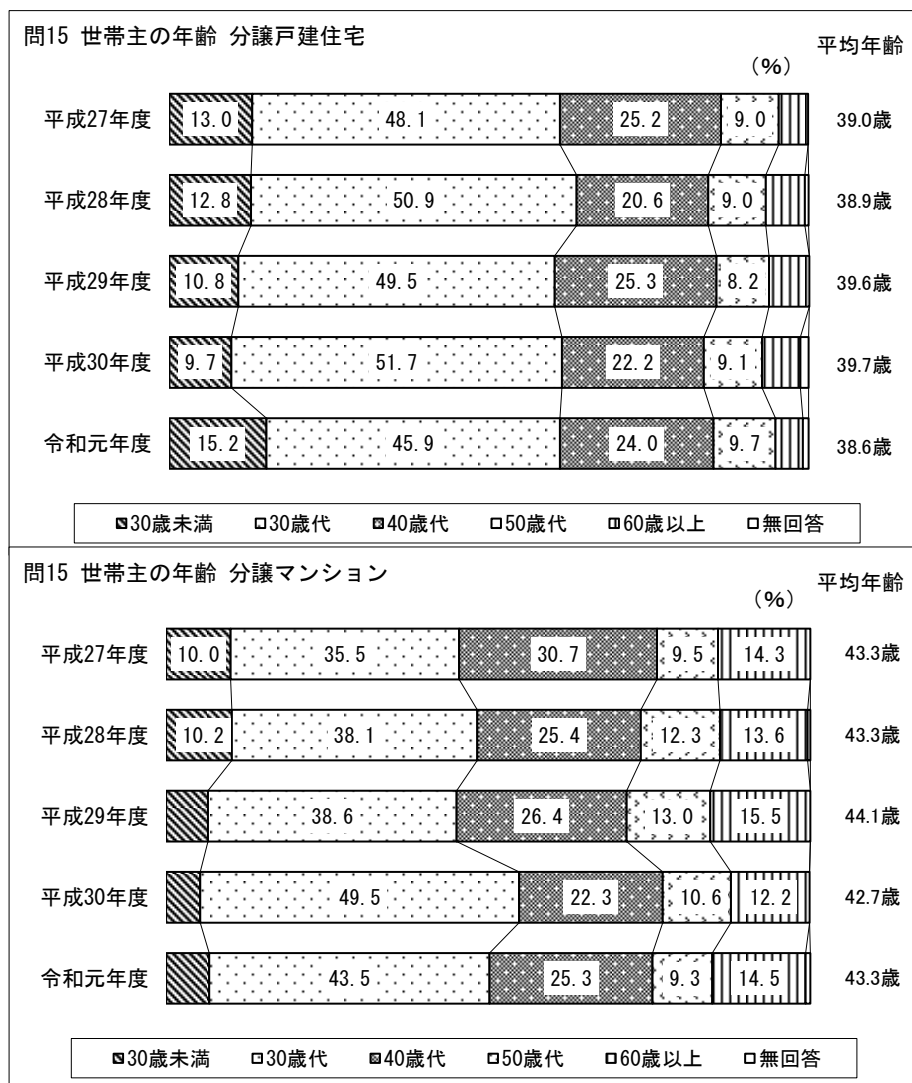 問15 世帯主の年齢 分譲戸建住宅
平均年齢
（%）
平成27年度 13.0 48.1 25.2 9.0 39.0歳
平成28年度 12.8 50.9 20.6 9.0 38.9歳
平成29年度 10.8 49.5 25.3 8.2 39.6歳
平成30年度 9.7 51.7 22.2 9.1 39.7歳
令和元年度 15.2 45.9 24.0 9.7 38.6歳
30歳未満 30歳代 40歳代 50歳代 60歳以上 無回答
問15 世帯主の年齢 分譲マンション
平均年齢
（%）
平成27年度 10.0 35.5 30.7 9.5 14.3 43.3歳
平成28年度 10.2 38.1 25.4 12.3 13.6 43.3歳
平成29年度 38.6 26.4 13.0 15.5 44.1歳
平成30年度 49.5 22.3 10.6 12.2 42.7歳
令和元年度 43.5 25.3 9.3 14.5 43.3歳
30歳未満 30歳代 40歳代 50歳代 60歳以上 無回答